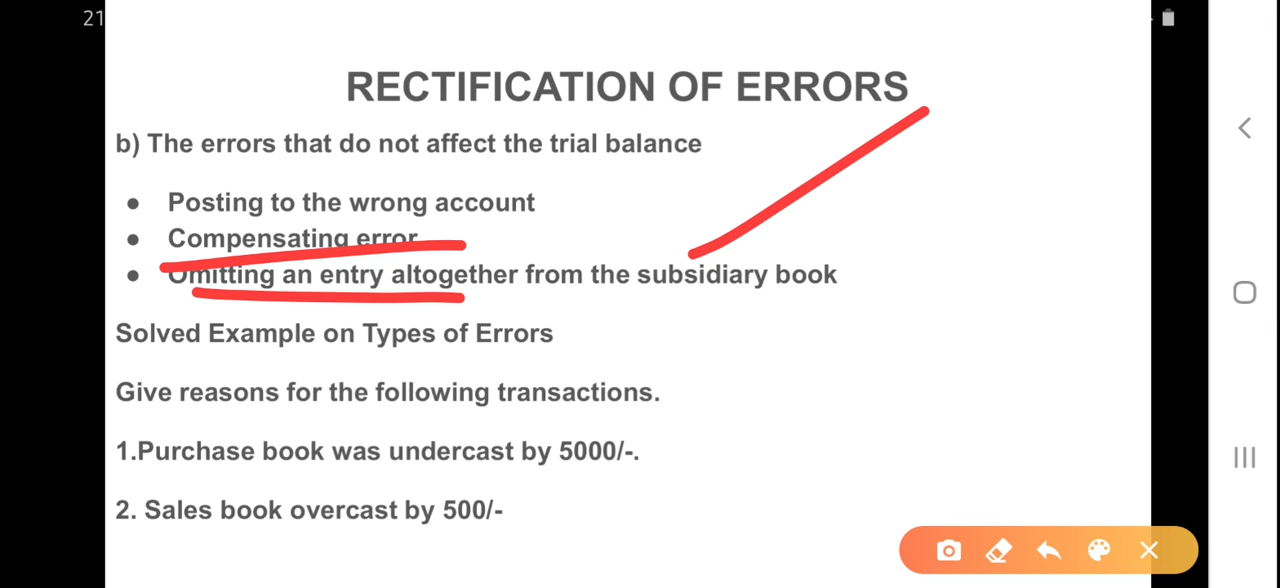 21
RECTIFICATION OF ERRORS
b) The errors that do not affect the trial balance
● Posting to the wrong account
● Compensating error
● Omitting an entry altogether from the subsidiary book
Solved Example on Types of Errors
Give reasons for the following transactions.
1.Purchase book was undercast by 5000/-.
2. Sales book overcast by 500/-